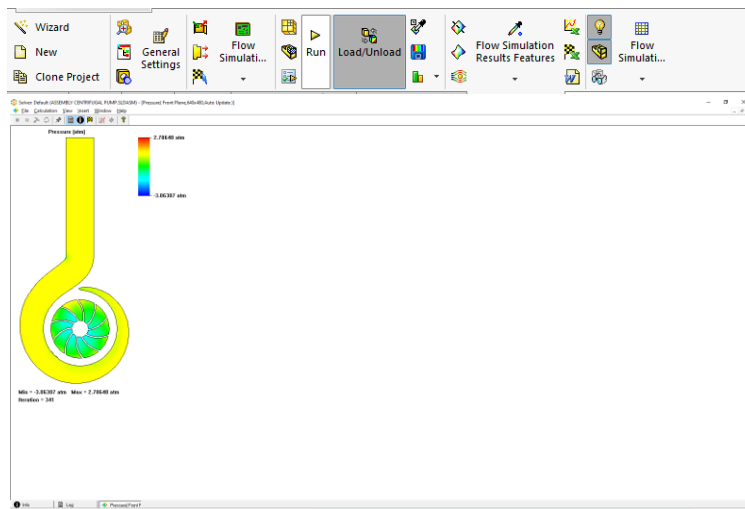 Wizard
New
Clone Project
General
Settings
Flow
Simulati...
Run
Load/Unload
Flow Simulation
Results Features
Flow
Simulati...
Solver Default (ASSEMBLY CENTRIFUGAL PUMP.SLDASM) - [Pressure( Front Plane,640x480,Auto Update,)]
File Calculation View Insert Window Help
Pressure [atm]
2.78648 atm
-3.06307 atm
Min = -3.06307 atm Max = 2.78648 atm
Iteration = 341
Info Log Pressure( Front P